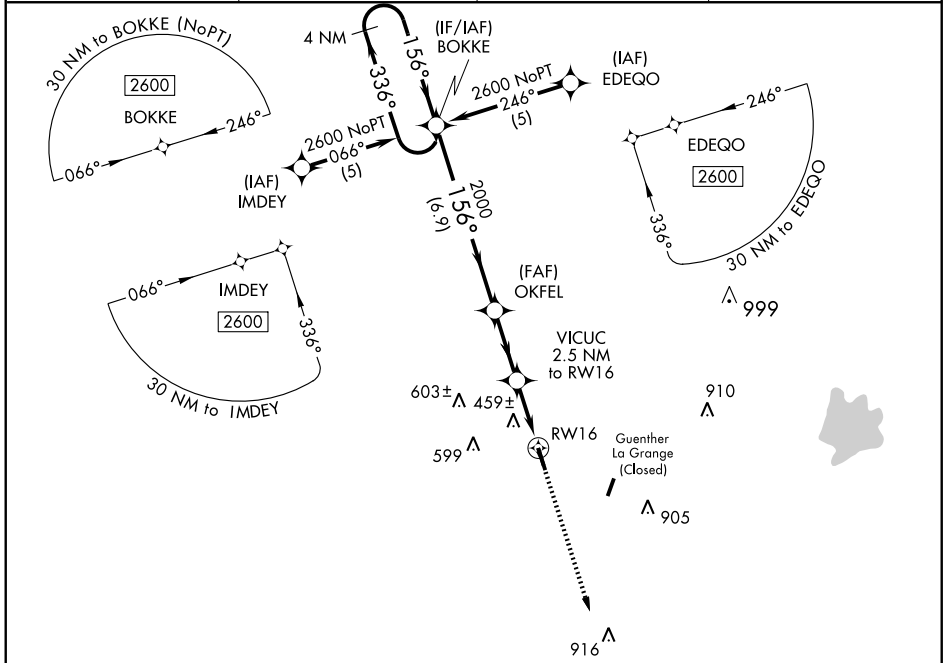 30 NM to BOKKE (NoPT)
2600
BOKKE
066°
246°
4 NM
336°
156°
(IF/IAF)
BOKKE
(IAF)
EDEQO
2600 NoPT
246°
(5)
2600 NoPT
066°
(5)
(IAF)
IMDEY
246°
EDEQO
2600
336°
30 NM to EDEQO
2000
156°
(6.9)
066°
IMDEY
2600
336°
30 NM to IMDEY
(FAF)
OKFEL
999
VICUC
2.5 NM
to RW16
603±
459±
910
599
RW16
Guenther
La Grange
(Closed)
905
916